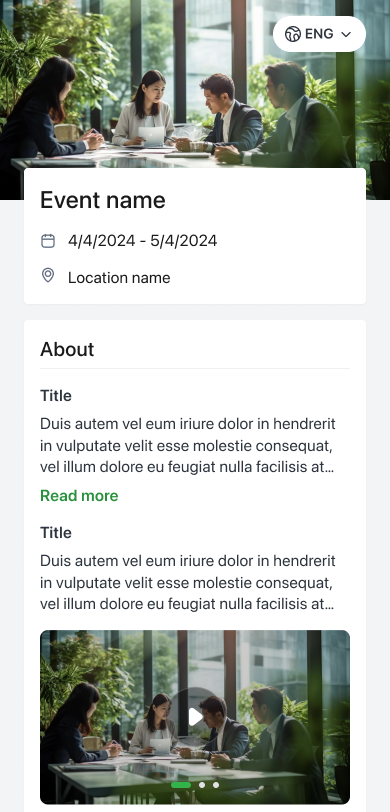 ENG
Event name
4/4/2024 - 5/4/2024
Location name
About
Title
Duis autem vel eum iriure dolor in hendrerit
in vulputate velit esse molestie consequat,
vel illum dolore eu feugiat nulla facilisis at...
Read more
Title
Duis autem vel eum iriure dolor in hendrerit
in vulputate velit esse molestie consequat,
vel illum dolore eu feugiat nulla facilisis at...